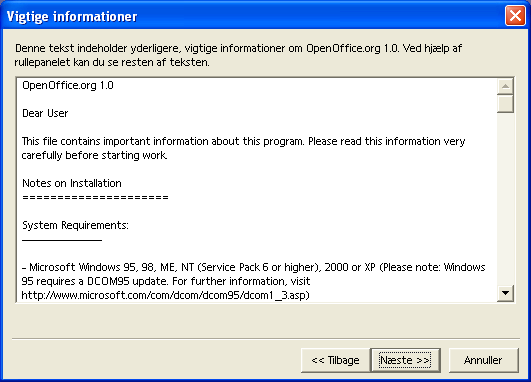 Vigtige informationer
Denne tekst indeholder yderligere, vigtige informationer om OpenOffice.org 1.0. Ved hjælp af
rullepanelet kan du se resten af teksten.
OpenOffice.org 1.0
Dear User
This file contains important information about this program. Please read this information very
carefully before starting work.
Notes on Installation
=====================
System Requirements:
____________
- Microsoft Windows 95, 98, ME, NT (Service Pack 6 or higher), 2000 or XP (Please note: Windows
95 requires a DCOM95 update. For further information, visit
http://www.microsoft.com/com/dcom/dcom95/dcom1_3.asp)
<< Tilbage
Næste >>
Annuller